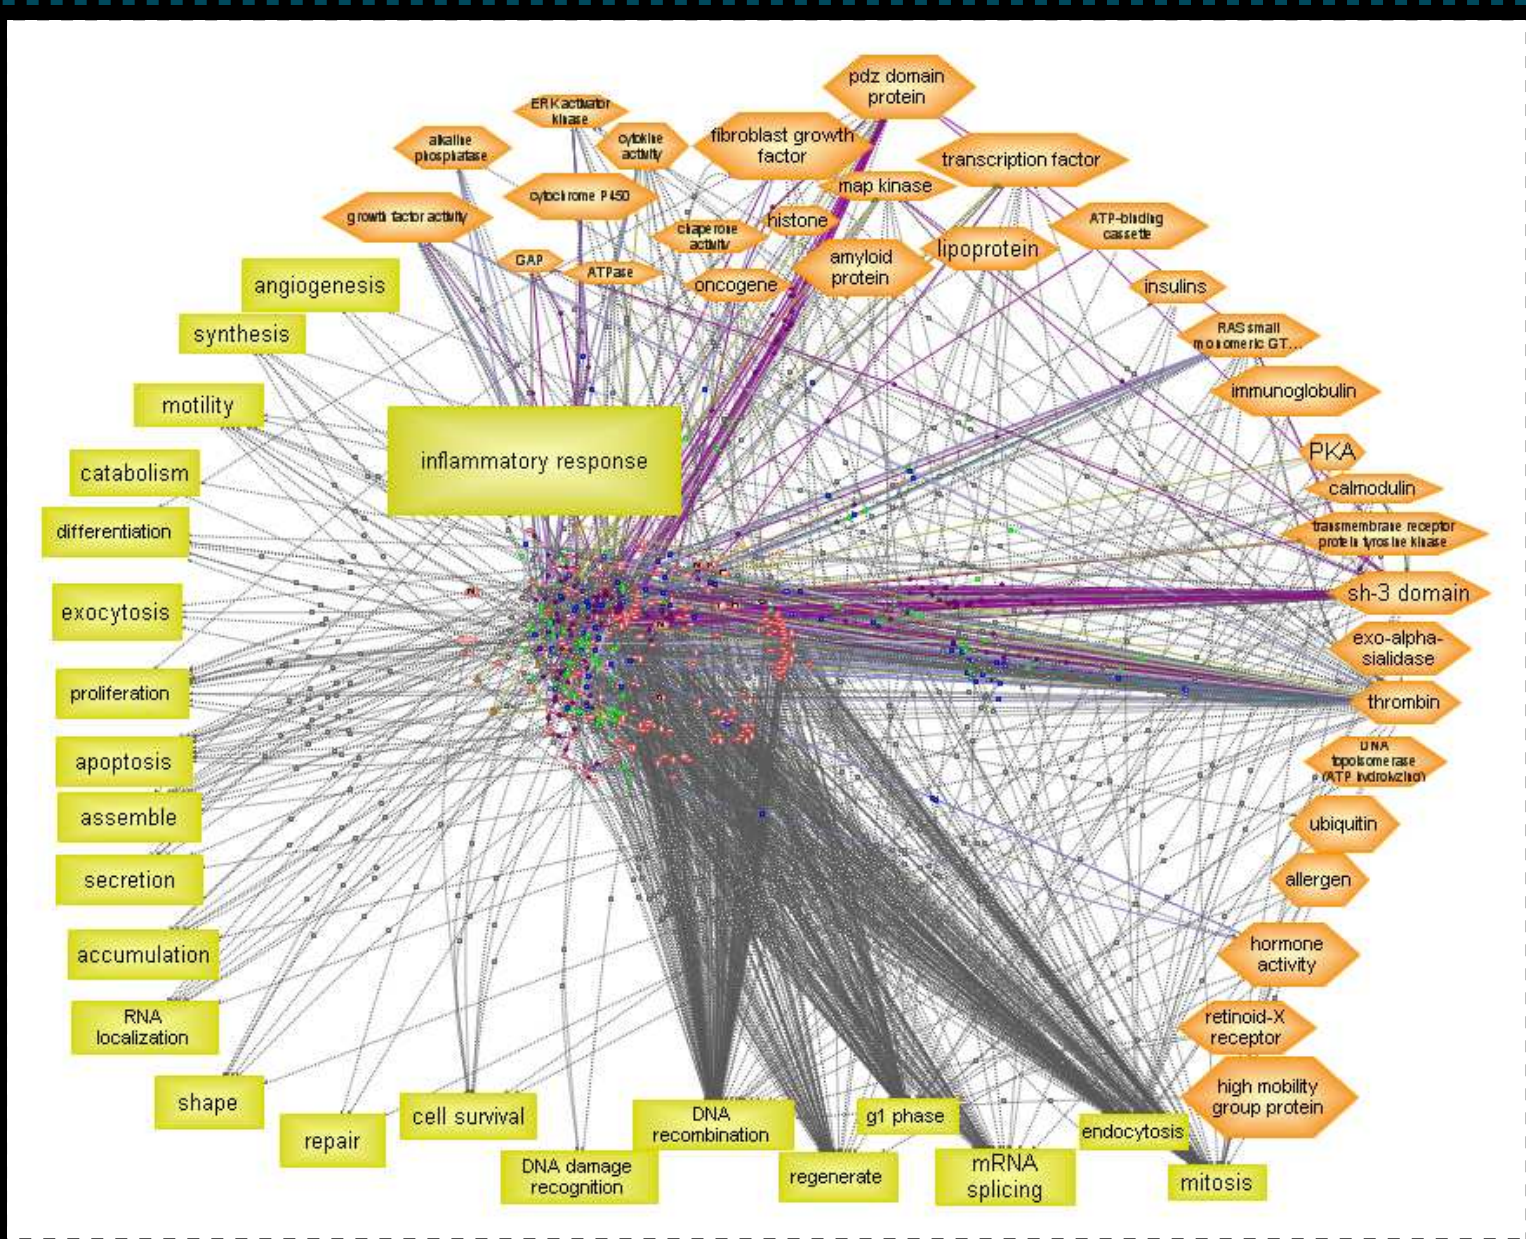 pdz domain
protein
ERK activator
kinase
alkaline
phosphatase
cytokine
activity
fibroblast growth
factor
transcription factor
map kinase
cytochrome P450
growth factor activity
histone
chaperone
activity
ATP-binding
cassette
lipoprotein
amyloid
protein
GAP
ATPase
oncogene
insulins
angiogenesis
synthesis
RAS small
monomeric GT...
immunoglobulin
motility
inflammatory response
PKA
catabolism
calmodulin
differentiation
transmembrane receptor
protein tyrosine kinase
sh-3 domain
exocytosis
exo-alpha-
sialidase
proliferation
thrombin
apoptosis
DNA
topoisomerase
(ATP hydrolyzing)
assemble
ubiquitin
secretion
allergen
accumulation
hormone
activity
RNA
localization
retinoid-X
receptor
shape
high mobility
group protein
cell survival
repair
DNA
recombination
g1 phase
endocytosis
DNA damage
recognition
regenerate
mRNA
splicing
mitosis